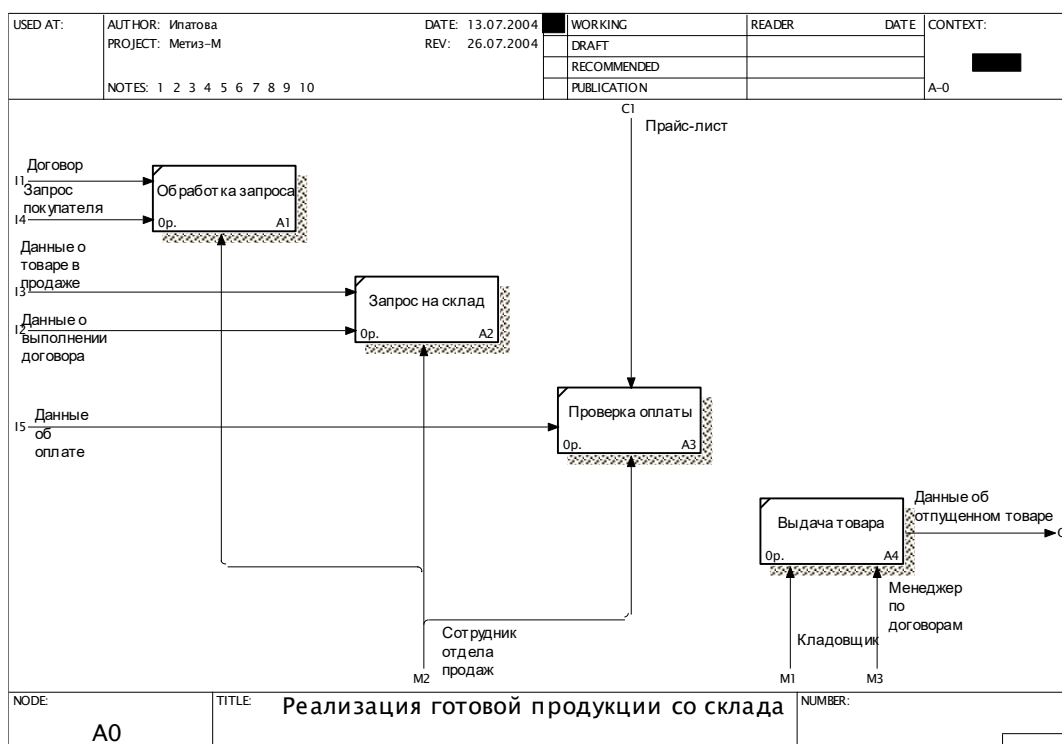 USED AT:
AUTHOR: Ипатова
DATE: 13.07.2004
WORKING
READER
DATE
CONTEXT:
PROJECT: Метиз–М
REV: 26.07.2004
DRAFT
RECOMMENDED
NOTES: 1 2 3 4 5 6 7 8 9 10
PUBLICATION
A–0
C1
Прайс-лист
I1
Договор
I4
Запрос
покупателя
Обработка запроса
0р.
A1
Данные о
товаре в
продаже
I3
Данные о
выполнении
договора
I2
Запрос на склад
0р.
A2
I5
Данные
об
оплате
Проверка оплаты
0р.
A3
Выдача товара
0р.
A4
Данные об
отпущенном товаре
Сотрудник
отдела
продаж
M2
Кладовщик
M1
Менеджер
по
договорам
M3
NODE:
A0
TITLE:
Реализация готовой продукции со склада
NUMBER: